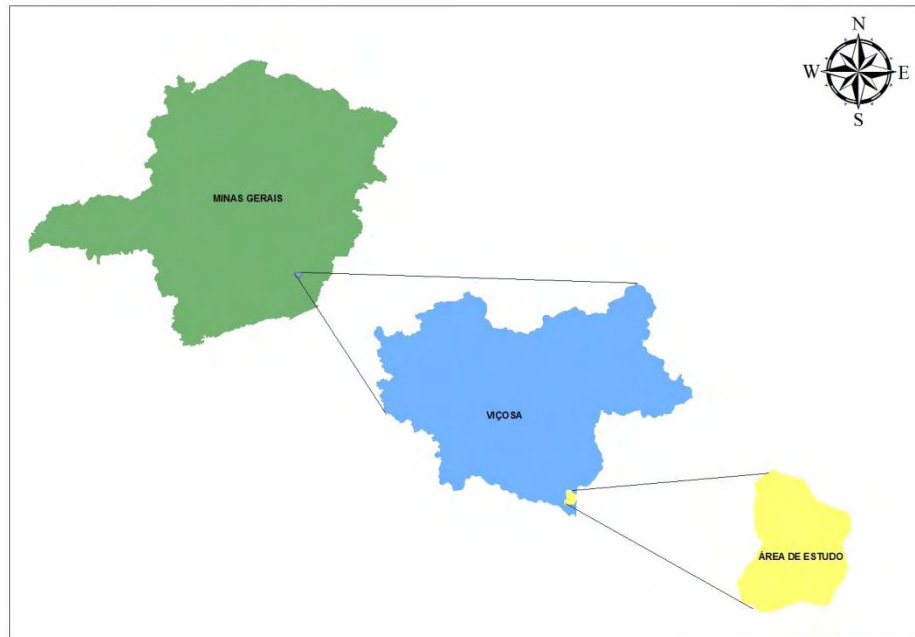 N
W E
S
MINAS GERAIS
VIÇOSA
ÁREA DE ESTUDO